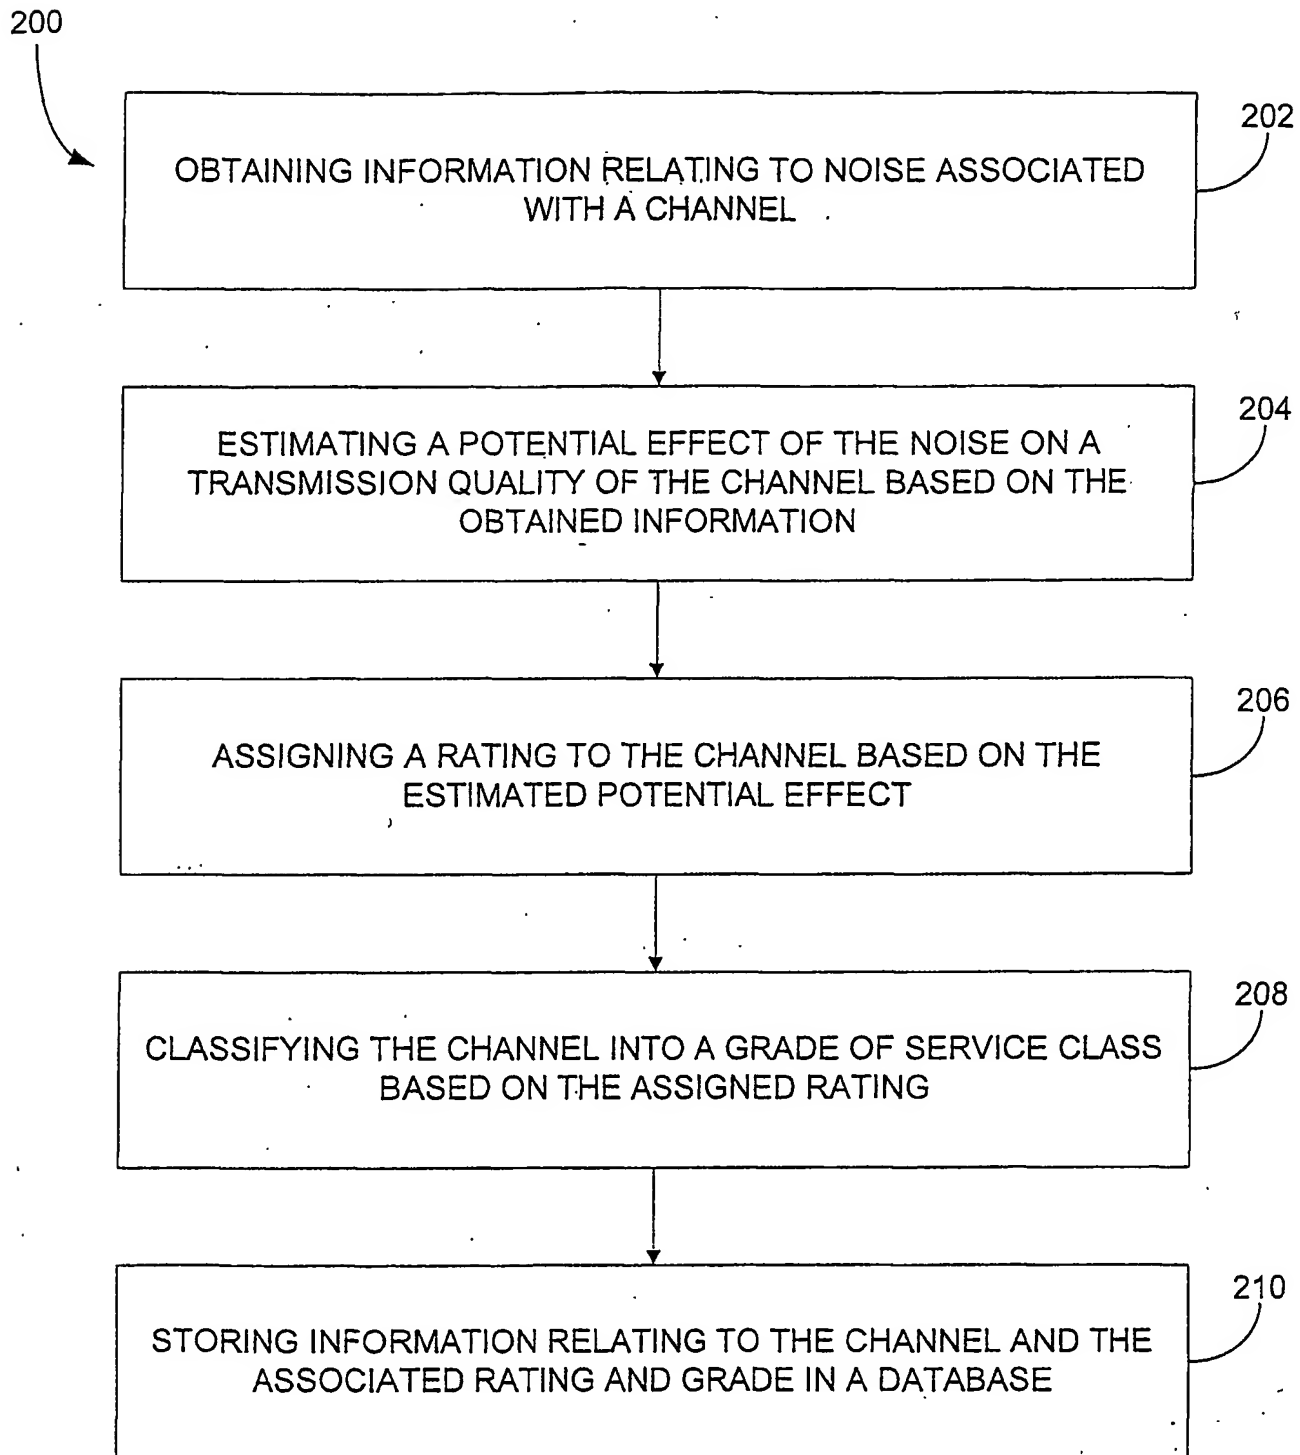 200
202
OBTAINING INFORMATION RELATING TO NOISE ASSOCIATED
WITH A CHANNEL
204
ESTIMATING A POTENTIAL EFFECT OF THE NOISE ON A
TRANSMISSION QUALITY OF THE CHANNEL BASED ON THE
OBTAINED INFORMATION
206
ASSIGNING A RATING TO THE CHANNEL BASED ON THE
ESTIMATED POTENTIAL EFFECT
208
CLASSIFYING THE CHANNEL INTO A GRADE OF SERVICE CLASS
BASED ON THE ASSIGNED RATING
210
STORING INFORMATION RELATING TO THE CHANNEL AND THE
ASSOCIATED RATING AND GRADE IN A DATABASE